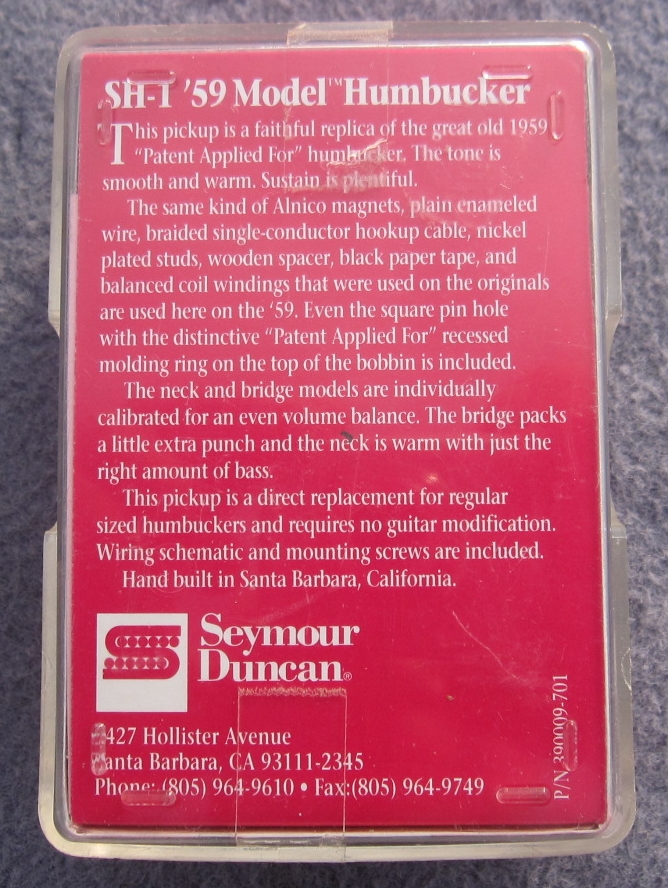 SH-1 ’59 Model™ Humbucker
This pickup is a faithful replica of the great old 1959
“Patent Applied For” humbucker. The tone is
smooth and warm. Sustain is plentiful.
The same kind of Alnico magnets, plain enameled
wire, braided single-conductor hookup cable, nickel
plated studs, wooden spacer, black paper tape, and
balanced coil windings that were used on the originals
are used here on the ‘59. Even the square pin hole
with the distinctive “Patent Applied For” recessed
molding ring on the top of the bobbin is included.
The neck and bridge models are individually
calibrated for an even volume balance. The bridge packs
a little extra punch and the neck is warm with just the
right amount of bass.
This pickup is a direct replacement for regular
sized humbuckers and requires no guitar modification.
Wiring schematic and mounting screws are included.
Hand built in Santa Barbara, California.
Seymour
Duncan®
427 Hollister Avenue
Santa Barbara, CA 93111-2345
Phone: (805) 964-9610 • Fax:(805) 964-9749
P/N 390009-701